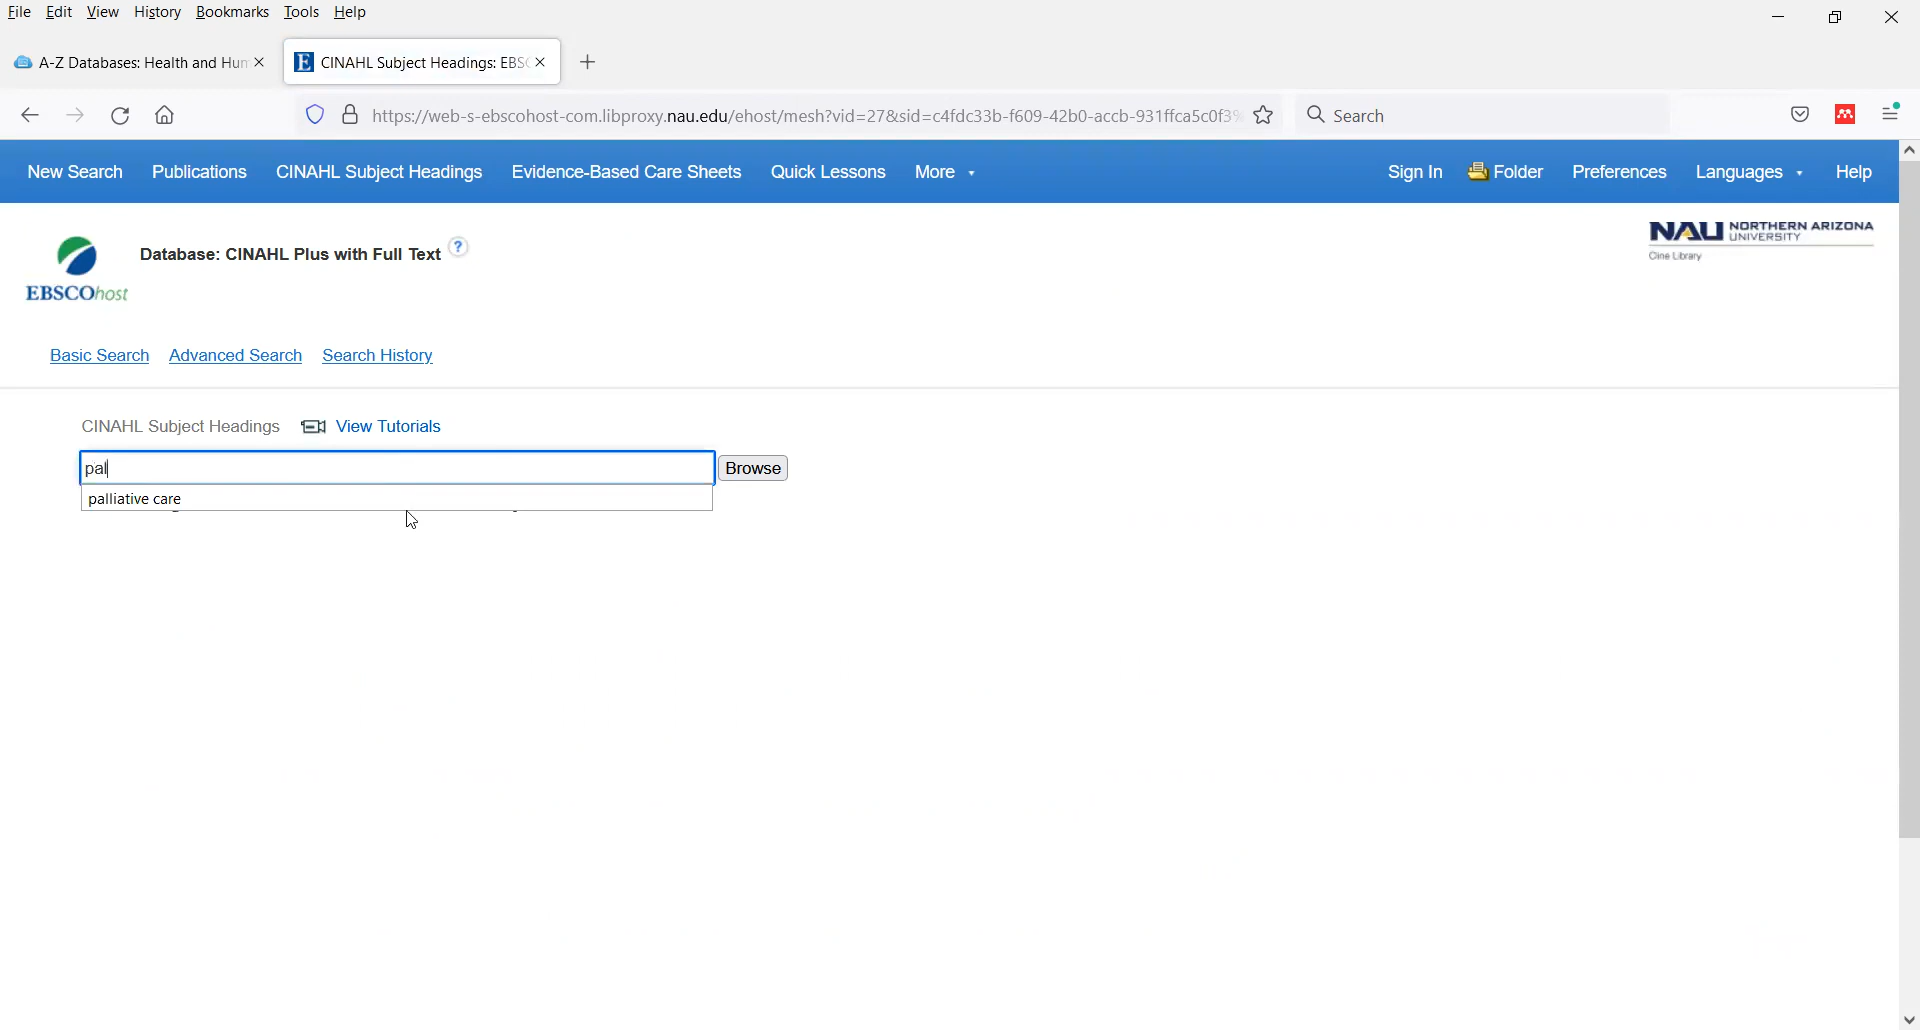 File Edit View History Bookmarks Tools Help
A-Z Databases: Health and Hum
CINAHL Subject Headings: EBSC
https://web-s-ebscohost-com.libproxy.nau.edu/ehost/mesh?vid=27&sid=c4fdc33b-f609-42b0-accb-931ffca5c0f3%
Search
New Search Publications CINAHL Subject Headings Evidence-Based Care Sheets Quick Lessons More Sign In Folder Preferences Languages Help
Database: CINAHL Plus with Full Text ?
EBSCOhost
NAU NORTHERN ARIZONA
UNIVERSITY
Cline Library
Basic Search Advanced Search Search History
CINAHL Subject Headings View Tutorials
pal Browse
palliative care